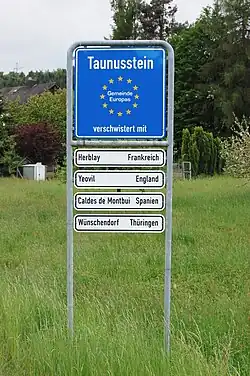 Taunusstein
Gemeinde
Europas
verschwistert mit
Herblay Frankreich
Yeovil England
Caldes de Montbui Spanien
Wünschendorf Thüringen